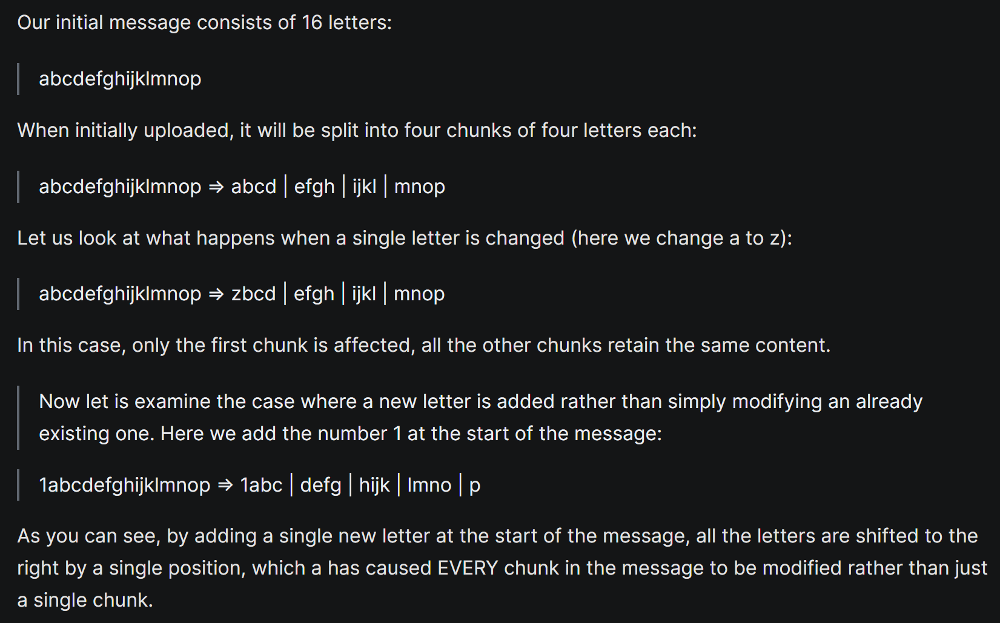 Our initial message consists of 16 letters:
abcdefghijklmnop
When initially uploaded, it will be split into four chunks of four letters each:
abcdefghijklmnop ⇒ abcd | efgh | ijkl | mnop
Let us look at what happens when a single letter is changed (here we change a to z):
abcdefghijklmnop ⇒ zbcd | efgh | ijkl | mnop
In this case, only the first chunk is affected, all the other chunks retain the same content.
Now let is examine the case where a new letter is added rather than simply modifying an already
existing one. Here we add the number 1 at the start of the message:
1abcdefghijklmnop ⇒ 1abc | defg | hijk | lmno | p
As you can see, by adding a single new letter at the start of the message, all the letters are shifted to the
right by a single position, which a has caused EVERY chunk in the message to be modified rather than just
a single chunk.